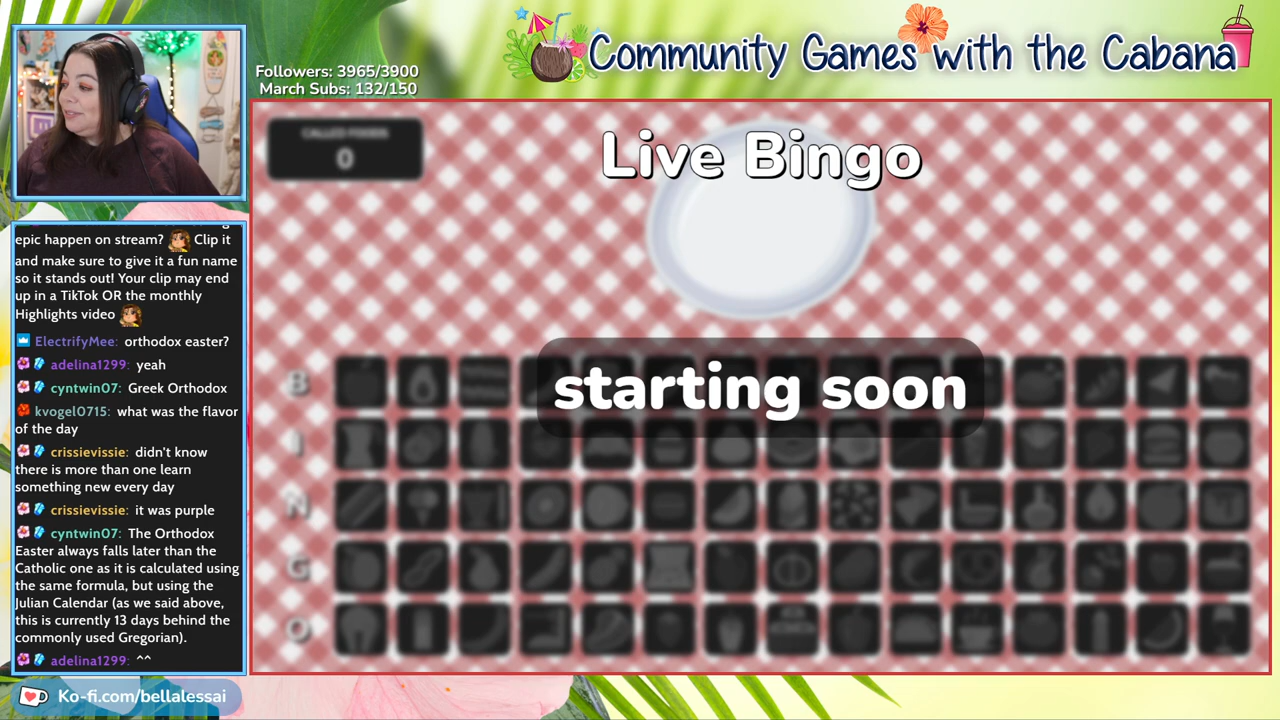 Community Games with the Cabana
Followers: 3965/3900
March Subs: 132/150
CALLED FOODS
0
Live Bingo
starting soon
B
I
N
G
O
epic happen on stream? Clip it
and make sure to give it a fun name
so it stands out! Your clip may end
up in a TikTok OR the monthly
Highlights video
ElectrifyMee: orthodox easter?
adelina1299: yeah
cyntwin07: Greek Orthodox
kvogel0715: what was the flavor
of the day
crissievissie: didn't know
there is more than one learn
something new every day
crissievissie: it was purple
cyntwin07: The Orthodox
Easter always falls later than the
Catholic one as it is calculated using
the same formula, but using the
Julian Calendar (as we said above,
this is currently 13 days behind the
commonly used Gregorian).
adelina1299: ^^
Ko-fi.com/bellalessai